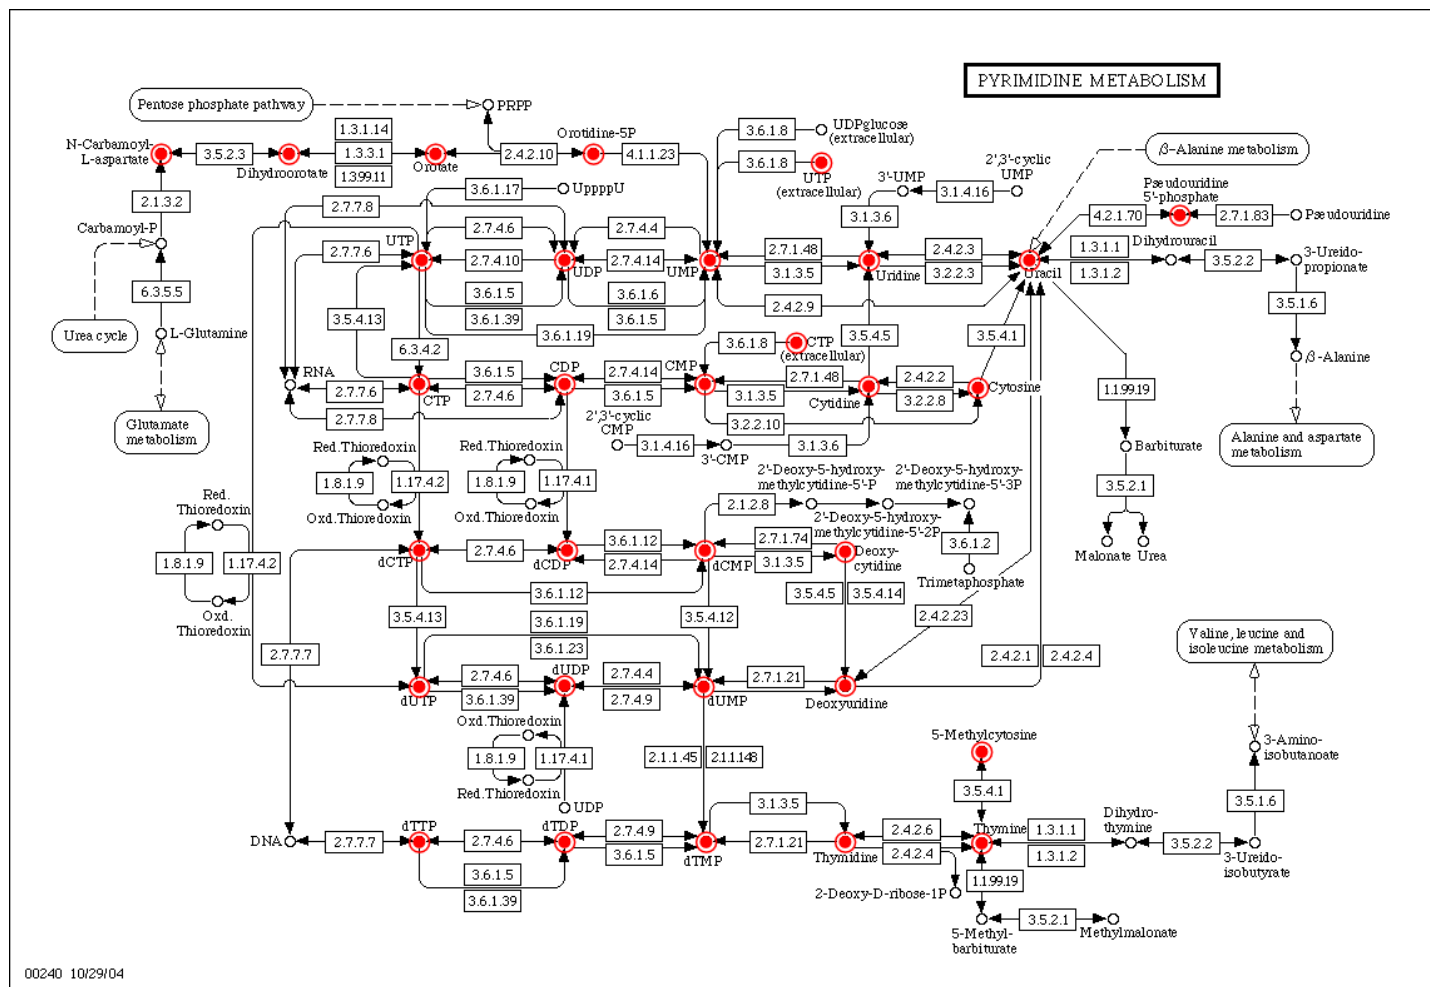 PYRIMIDINE METABOLISM
Pentose phosphate pathway
PRPP
N-Carbamoyl-
L-aspartate
3.5.2.3
Dihydroorotate
1.3.1.14
1.3.3.1
1.3.99.11
Orotate
2.4.2.10
Orotidine-5P
4.1.1.23
3.6.1.8
UDPglucose
(extracellular)
3.6.1.8
UTP
(extracellular)
2',3'-cyclic
UMP
3'-UMP
3.1.4.16
3.1.3.6
β-Alanine metabolism
Pseudouridine
5'-phosphate
4.2.1.70
2.7.1.83
Pseudouridine
2.1.3.2
Carbamoyl-P
6.3.5.5
Urea cycle
L-Glutamine
Glutamate
metabolism
3.6.1.17
UppppU
2.7.7.8
2.7.7.6
UTP
2.7.4.6
2.7.4.10
UDP
3.6.1.5
3.6.1.39
2.7.4.4
2.7.4.14
UMP
3.6.1.6
3.6.1.5
3.6.1.19
2.7.1.48
3.1.3.5
Uridine
2.4.2.3
3.2.2.3
Uracil
2.4.2.9
1.3.1.1
1.3.1.2
Dihydrouracil
3.5.2.2
3-Ureido-
propionate
3.5.1.6
β-Alanine
Alanine and aspartate
metabolism
3.5.4.13
6.3.4.2
3.6.1.8
CTP
(extracellular)
3.5.4.5
3.5.4.1
RNA
2.7.7.6
2.7.7.8
CTP
3.6.1.5
2.7.4.6
CDP
2.7.4.14
3.6.1.5
CMP
2.7.1.48
3.1.3.5
Cytidine
2.4.2.2
3.2.2.8
Cytosine
3.2.2.10
2',3'-cyclic
CMP
3.1.4.16
3'-CMP
3.1.3.6
1.1.99.19
Barbiturate
3.5.2.1
Malonate
Urea
Red.Thioredoxin
1.8.1.9
1.17.4.2
Oxd.Thioredoxin
Red.Thioredoxin
1.8.1.9
1.17.4.1
Oxd.Thioredoxin
Red.
Thioredoxin
1.8.1.9
1.17.4.2
Oxd.
Thioredoxin
2'-Deoxy-5-hydroxy-
methylcytidine-5'-P
2'-Deoxy-5-hydroxy-
methylcytidine-5'-3P
2.1.2.8
2'-Deoxy-5-hydroxy-
methylcytidine-5'-2P
3.6.1.2
Trimetaphosphate
dCTP
2.7.4.6
dCDP
3.6.1.12
2.7.4.14
dCMP
2.7.1.74
3.1.3.5
Deoxy-
cytidine
3.6.1.12
3.5.4.13
3.5.4.12
3.5.4.5
3.5.4.14
2.4.2.23
3.6.1.19
3.6.1.23
2.7.7.7
dUTP
2.7.4.6
3.6.1.39
dUDP
2.7.4.4
2.7.4.9
dUMP
2.7.1.21
Deoxyuridine
2.4.2.1
2.4.2.4
Valine, leucine and
isoleucine metabolism
Oxd.Thioredoxin
1.8.1.9
1.17.4.1
Red.Thioredoxin
UDP
2.1.1.45
2.1.1.148
5-Methylcytosine
3.5.4.1
3-Amino-
isobutanoate
3.5.1.6
DNA
2.7.7.7
dTTP
2.7.4.6
dTDP
3.6.1.5
3.6.1.39
2.7.4.9
3.6.1.5
dTMP
3.1.3.5
2.7.1.21
Thymidine
2.4.2.6
2.4.2.4
Thymine
2-Deoxy-D-ribose-1P
1.3.1.1
1.3.1.2
Dihydro-
thymine
3.5.2.2
3-Ureido-
isobutyrate
1.1.99.19
5-Methyl-
barbiturate
3.5.2.1
Methylmalonate
00240 10/29/04